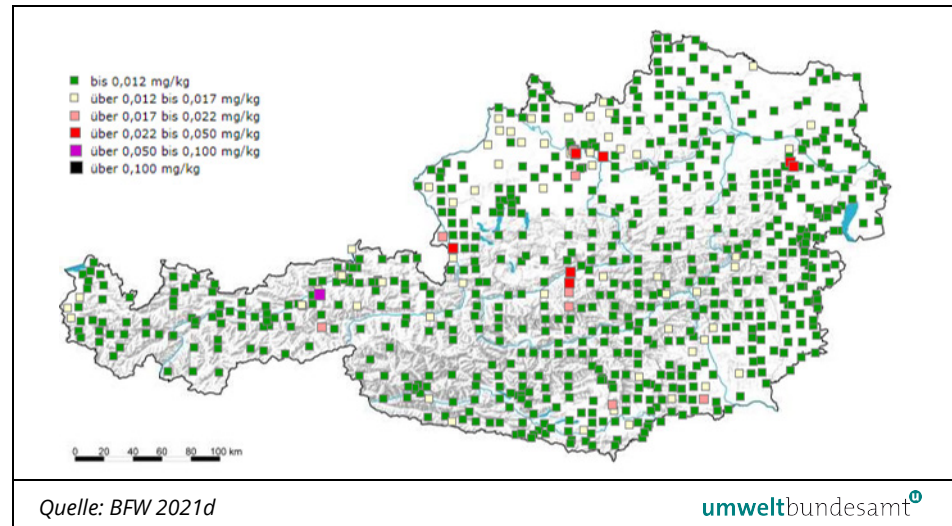 bis 0,012 mg/kg
über 0,012 bis 0,017 mg/kg
über 0,017 bis 0,022 mg/kg
über 0,022 bis 0,050 mg/kg
über 0,050 bis 0,100 mg/kg
über 0,100 mg/kg
0 20 40 60 80 100 km
Quelle: BFW 2021d
umweltbundesamt u